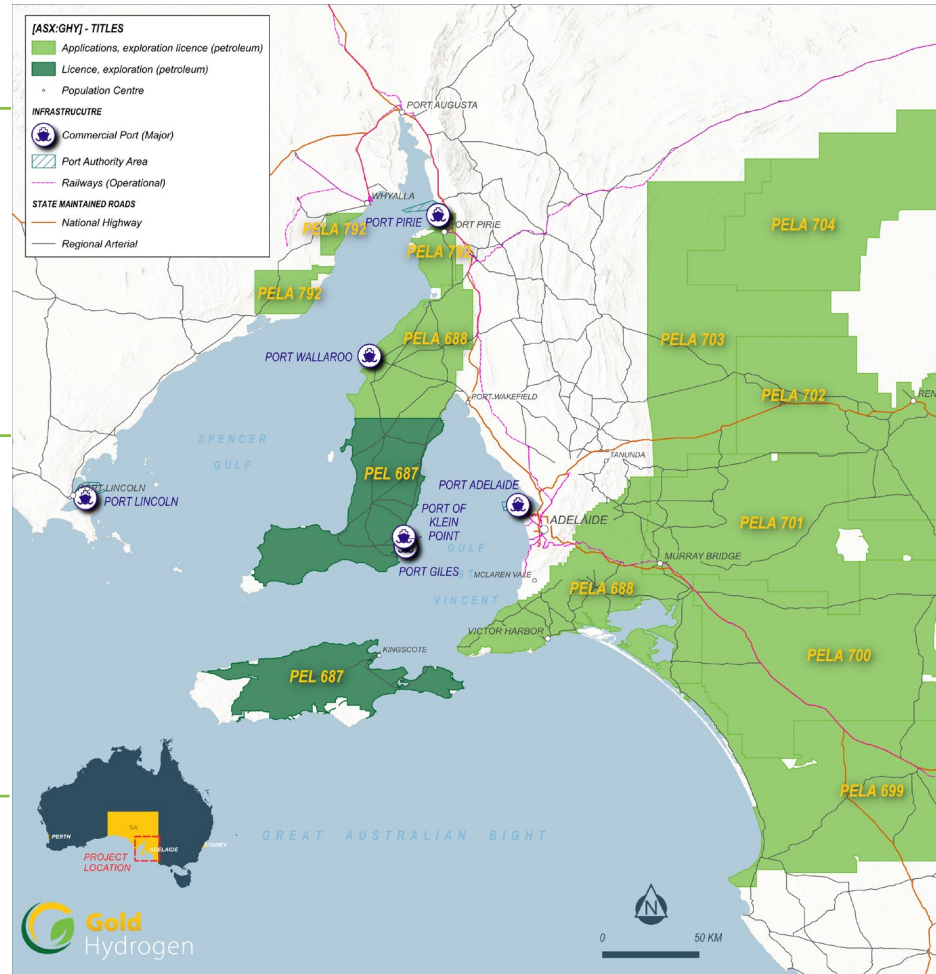 [ASX:GHY] - TITLES
Applications, exploration licence (petroleum)
Licence, exploration (petroleum)
Population Centre
INFRASTRUCUTRE
Commercial Port (Major)
Port Authority Area
Railways (Operational)
STATE MAINTAINED ROADS
National Highway
Regional Arterial
PORT AUGUSTA
WHYALLA
PORT PIRIE
PORT PIRIE
PELA 792
PELA 792
PELA 792
PELA 704
PELA 688
PELA 703
PORT WALLAROO
PORT WAKEFIELD
PELA 702
SPENCER
GULF
TANUNDA
PEL 687
PORT LINCOLN
PORT LINCOLN
PORT ADELAIDE
PORT OF
KLEIN
POINT
ADELAIDE
PELA 701
GULF
PORT GILES
MCLAREN VALE
MURRAY BRIDGE
VINCENT
PELA 688
VICTOR HARBOR
KINGSCOTE
PELA 700
PEL 687
PELA 699
GREAT AUSTRALIAN BIGHT
SA
PERTH
ADELAIDE
SYDNEY
PROJECT
LOCATION
N
0 50 KM
Gold
Hydrogen